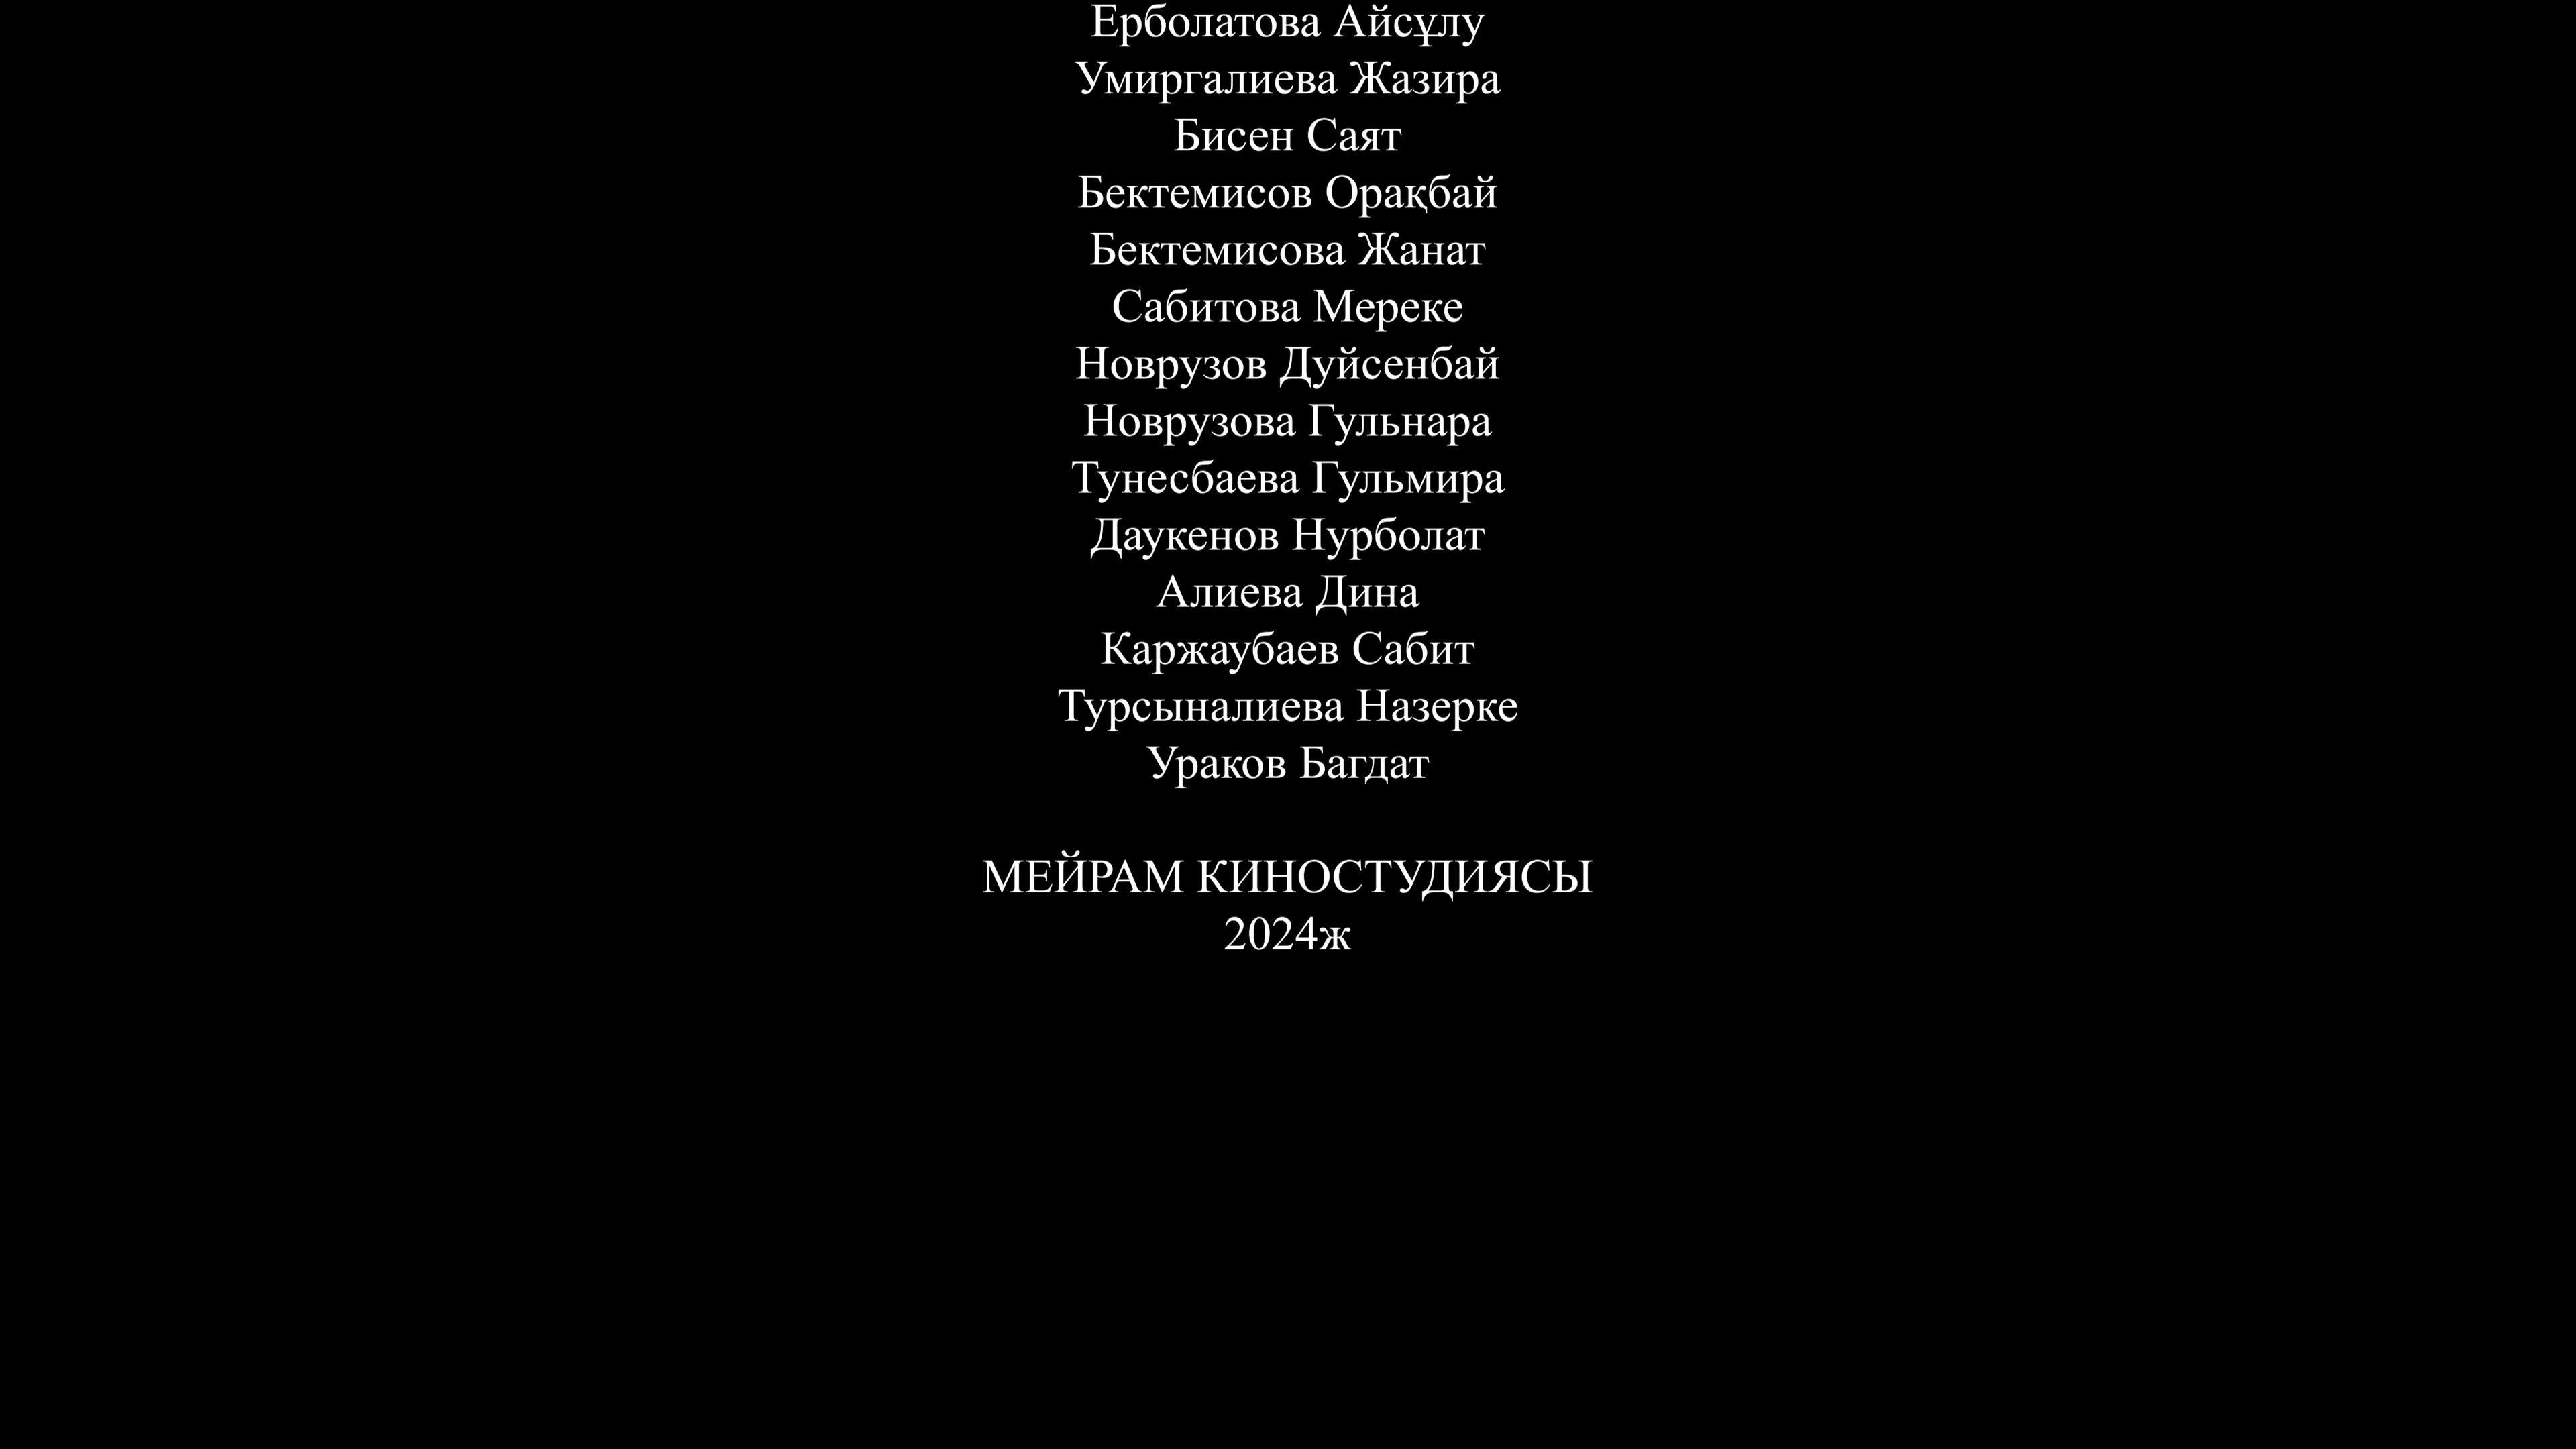 Ерболатова Айсұлу
Умиргалиева Жазира
Бисен Саят
Бектемисов Орақбай
Бектемисова Жанат
Сабитова Мереке
Новрузов Дуйсенбай
Новрузова Гульнара
Тунесбаева Гульмира
Даукенов Нурболат
Алиева Дина
Каржаубаев Сабит
Турсыналиева Назерке
Ураков Багдат
МЕЙРАМ КИНОСТУДИЯСЫ
2024ж